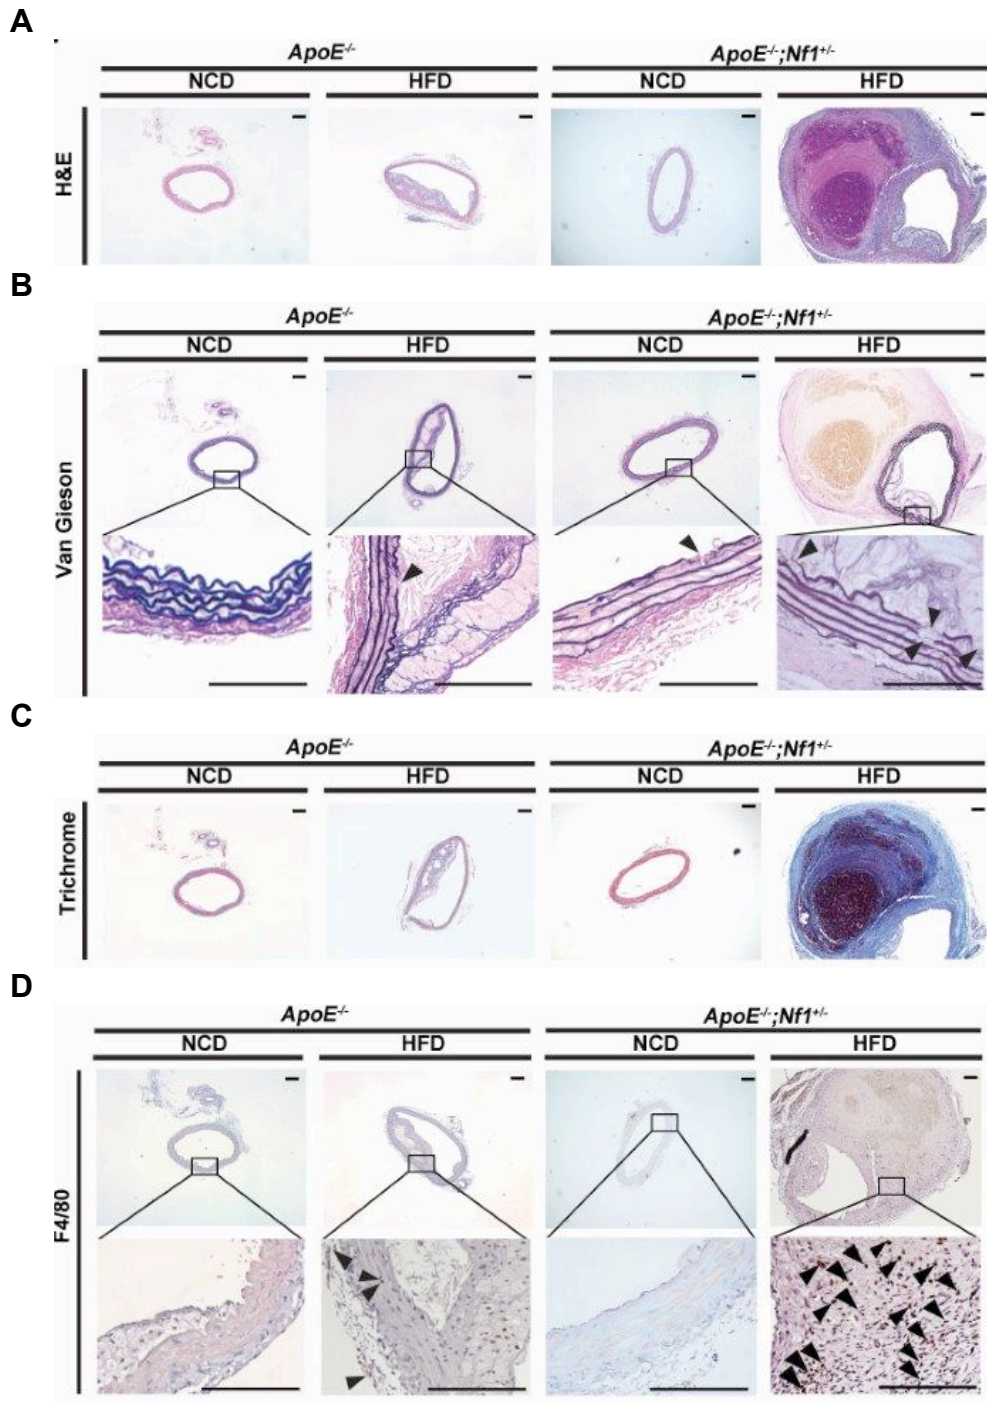 A
ApoE-/- ApoE-/-;Nf1+/-
NCD HFD NCD HFD
H&E
B
ApoE-/- ApoE-/-;Nf1+/-
NCD HFD NCD HFD
Van Gieson
C
ApoE-/- ApoE-/-;Nf1+/-
NCD HFD NCD HFD
Trichrome
D
ApoE-/- ApoE-/-;Nf1+/-
NCD HFD NCD HFD
F4/80